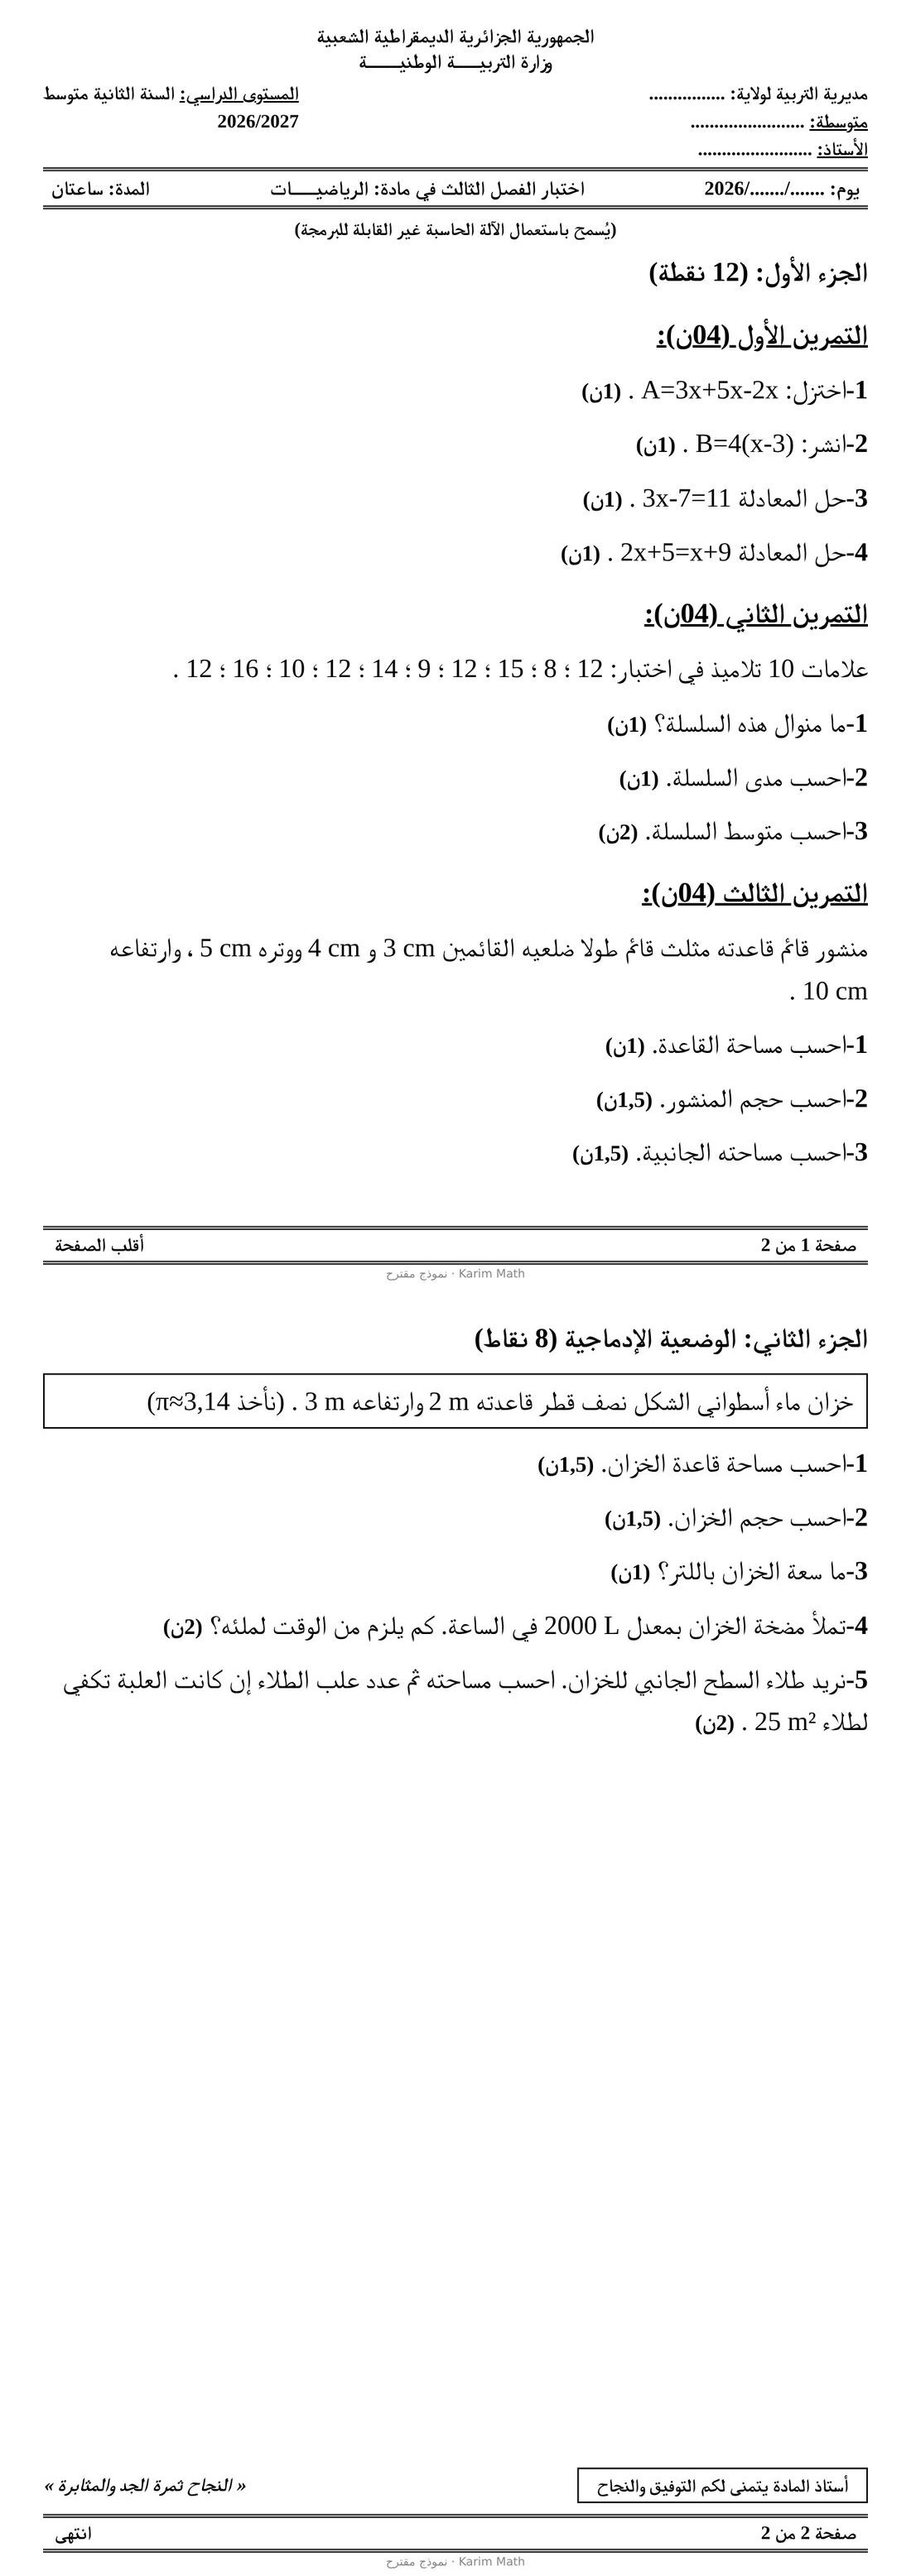 الجمهورية الجزائرية الديمقراطية الشعبية
وزارة التربيـــــة الوطنيــــــة
مديرية التربية لولاية: ................
المستوى الدراسي: السنة الثانية متوسط
متوسطة: ........................
2026/2027
الأستاذ: ........................
يوم: ......./......./2026 اختبار الفصل الثالث في مادة: الرياضيـــــات المدة: ساعتان
(يُسمح باستعمال الآلة الحاسبة غير القابلة للبرمجة)
الجزء الأول: (12 نقطة)
التمرين الأول (04ن):
1-اختزل: A=3x+5x-2x . (1ن)
2-انشر: B=4(x-3) . (1ن)
3-حل المعادلة 3x-7=11 . (1ن)
4-حل المعادلة 2x+5=x+9 . (1ن)
التمرين الثاني (04ن):
علامات 10 تلاميذ في اختبار: 12 ؛ 8 ؛ 15 ؛ 12 ؛ 9 ؛ 14 ؛ 12 ؛ 10 ؛ 16 ؛ 12 .
1-ما منوال هذه السلسلة؟ (1ن)
2-احسب مدى السلسلة. (1ن)
3-احسب متوسط السلسلة. (2ن)
التمرين الثالث (04ن):
منشور قائم قاعدته مثلث قائم طولا ضلعيه القائمين 3 cm و 4 cm ووتره 5 cm ، وارتفاعه
10 cm .
1-احسب مساحة القاعدة. (1ن)
2-احسب حجم المنشور. (1,5ن)
3-احسب مساحته الجانبية. (1,5ن)
صفحة 1 من 2 أقلب الصفحة
Karim Math · نموذج مقترح
الجزء الثاني: الوضعية الإدماجية (8 نقاط)
خزان ماء أسطواني الشكل نصف قطر قاعدته 2 m وارتفاعه 3 m . (نأخذ π≈3,14)
1-احسب مساحة قاعدة الخزان. (1,5ن)
2-احسب حجم الخزان. (1,5ن)
3-ما سعة الخزان باللتر؟ (1ن)
4-تملأ مضخة الخزان بمعدل 2000 L في الساعة. كم يلزم من الوقت لملئه؟ (2ن)
5-نريد طلاء السطح الجانبي للخزان. احسب مساحته ثم عدد علب الطلاء إن كانت العلبة تكفي
لطلاء 25 m² . (2ن)
أستاذ المادة يتمنى لكم التوفيق والنجاح
« النجاح ثمرة الجد والمثابرة »
صفحة 2 من 2 انتهى
Karim Math · نموذج مقترح